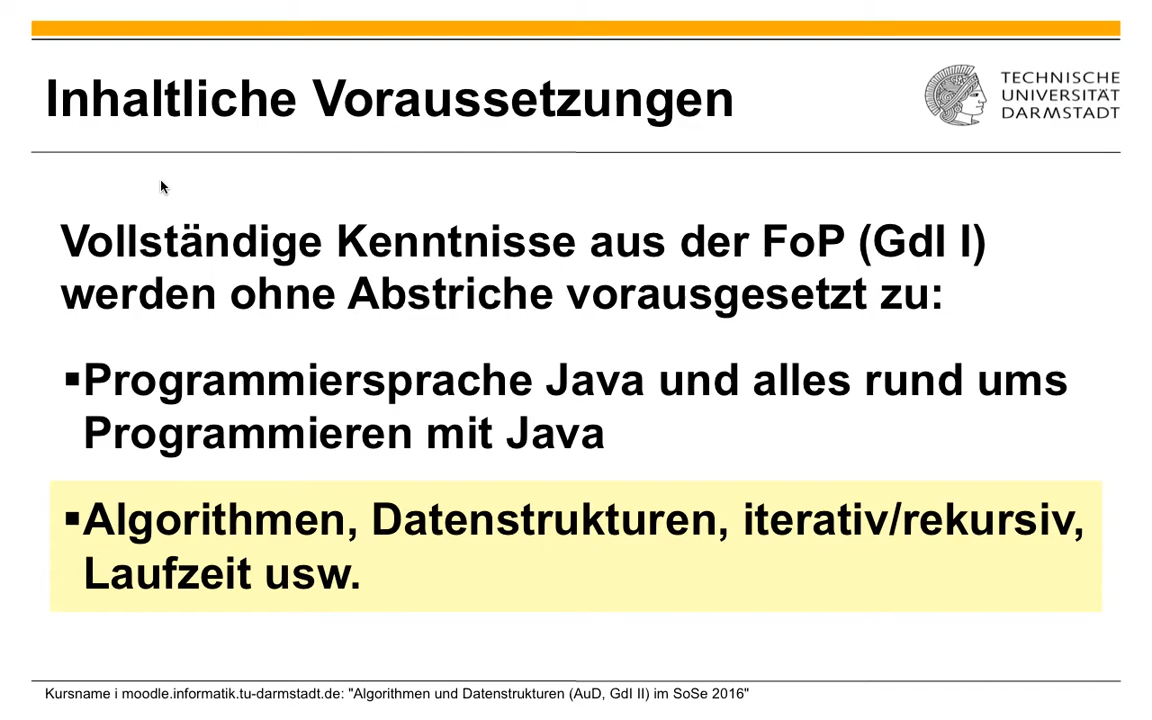 Inhaltliche Voraussetzungen
TECHNISCHE
UNIVERSITÄT
DARMSTADT
Vollständige Kenntnisse aus der FoP (GdI I)
werden ohne Abstriche vorausgesetzt zu:
▪Programmiersprache Java und alles rund ums
Programmieren mit Java
▪Algorithmen, Datenstrukturen, iterativ/rekursiv,
Laufzeit usw.
Kursname i moodle.informatik.tu-darmstadt.de: "Algorithmen und Datenstrukturen (AuD, GdI II) im SoSe 2016"